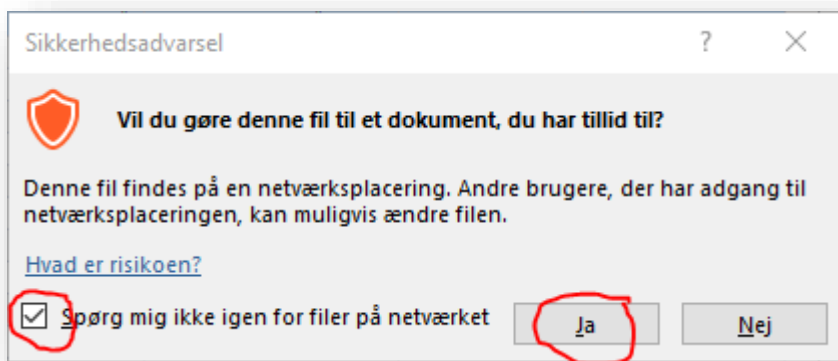 Sikkerhedsadvarsel
Vil du gøre denne fil til et dokument, du har tillid til?
Denne fil findes på en netværksplacering. Andre brugere, der har adgang til
netværksplaceringen, kan muligvis ændre filen.
Hvad er risikoen?
Spørg mig ikke igen for filer på netværket
Ja
Nej